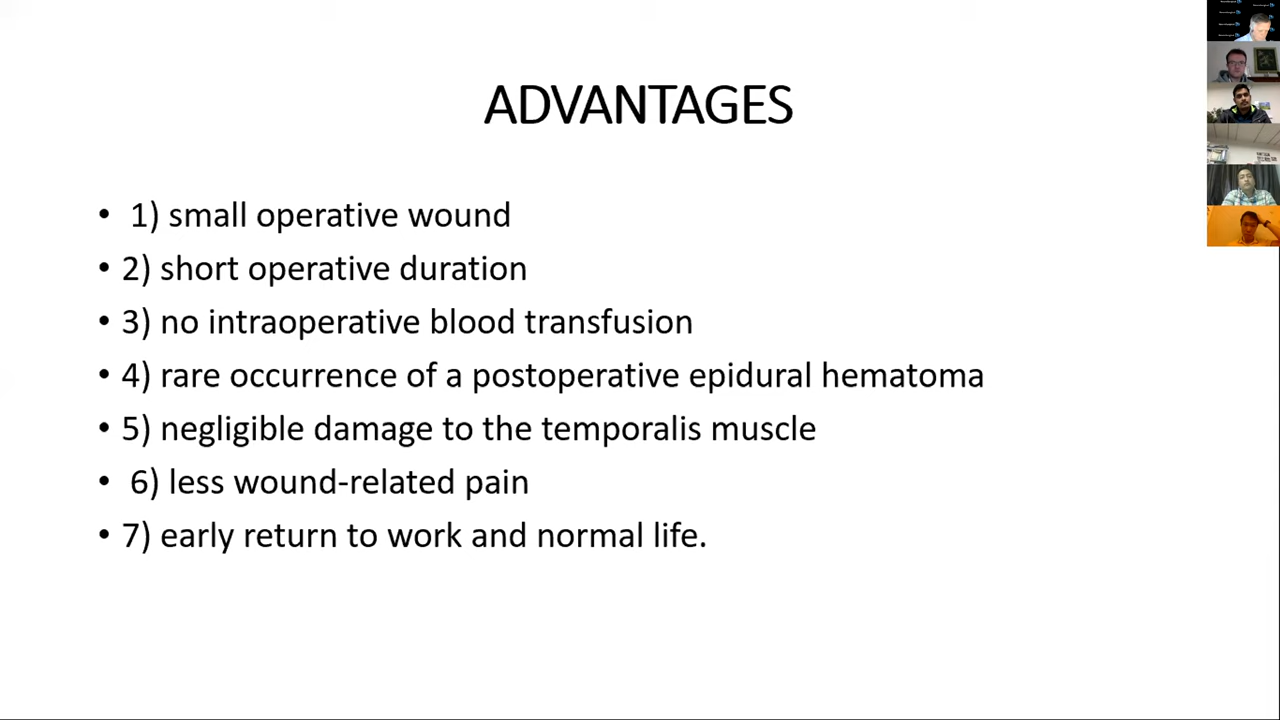 ADVANTAGES
• 1) small operative wound
• 2) short operative duration
• 3) no intraoperative blood transfusion
• 4) rare occurrence of a postoperative epidural hematoma
• 5) negligible damage to the temporalis muscle
• 6) less wound-related pain
• 7) early return to work and normal life.